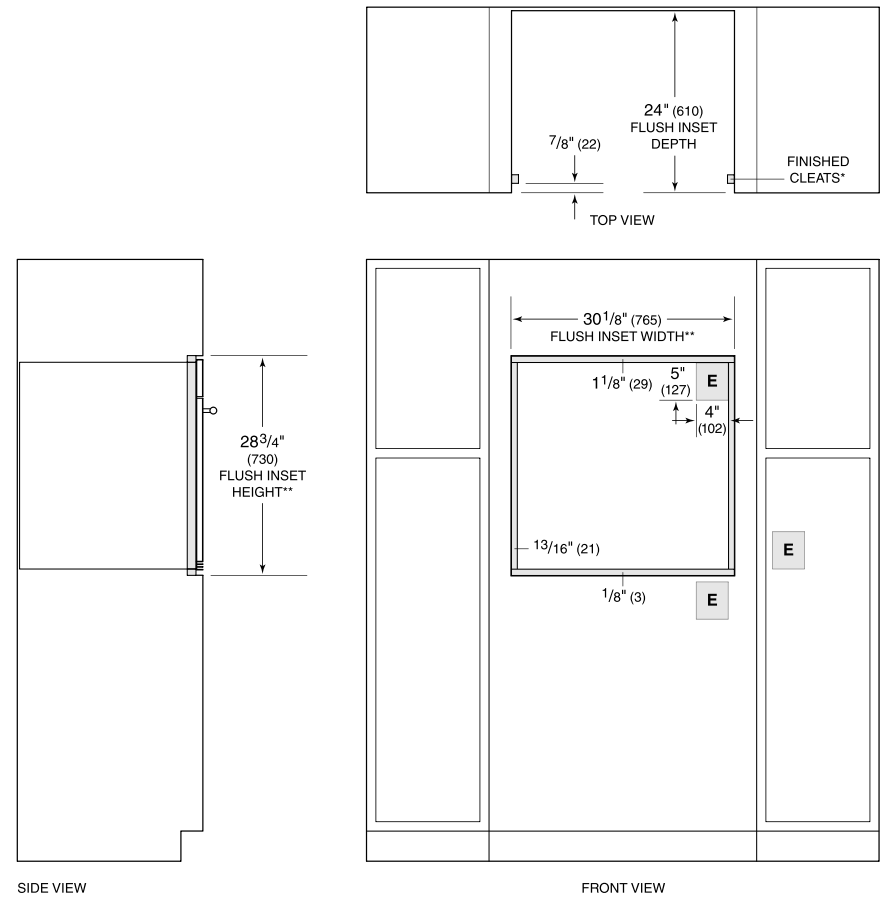 24" (610)
FLUSH INSET
DEPTH
7/8" (22)
FINISHED
CLEATS*
TOP VIEW
30 1/8" (765)
FLUSH INSET WIDTH**
1 1/8" (29)
5"
(127)
E
4"
(102)
28 3/4"
(730)
FLUSH INSET
HEIGHT**
13/16" (21)
E
1/8" (3)
E
SIDE VIEW
FRONT VIEW